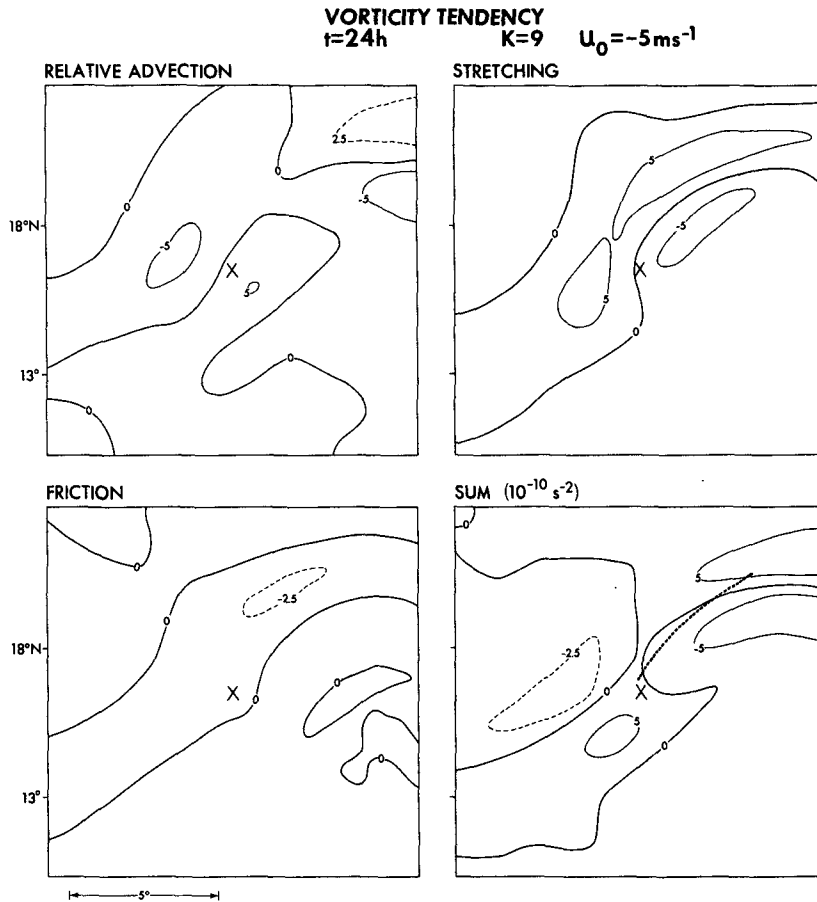 VORTICITY TENDENCY
t=24h K=9 U₀=-5ms⁻¹
RELATIVE ADVECTION
STRETCHING
2.5
0
0
-5
-5
5
0
0
18°N
13°
5
0
-5
5
0
FRICTION
SUM (10⁻¹⁰ s⁻²)
0
-2.5
0
0
0
0
18°N
13°
0
5
-5
-2.5
0
5
0
5°
X
X
X
X